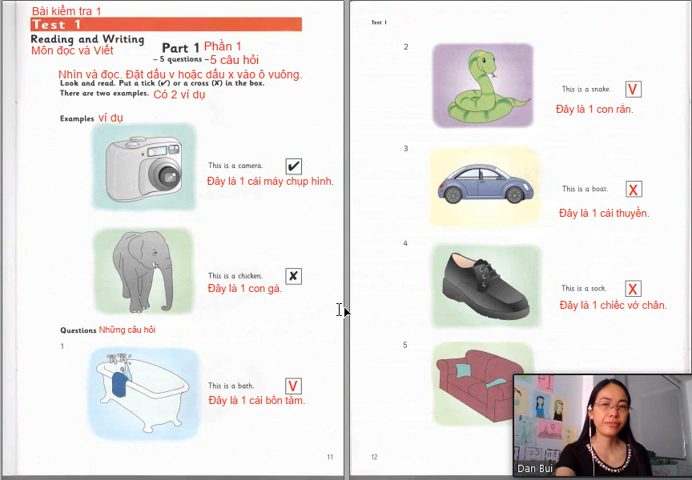 Bài kiểm tra 1
Test 1
Reading and Writing
Môn đọc và Viết
Part 1 Phần 1
– 5 questions – 5 câu hỏi
Nhìn và đọc. Đặt dấu v hoặc dấu x vào ô vuông.
Look and read. Put a tick (✔) or a cross (✘) in the box.
There are two examples. Có 2 ví dụ
Examples ví dụ
This is a camera. ✔
Đây là 1 cái máy chụp hình.
This is a chicken. ✘
Đây là 1 con gà.
Questions Những câu hỏi
1
This is a bath. V
Đây là 1 cái bồn tắm.
11
Test 1
2
This is a snake. V
Đây là 1 con rắn.
3
This is a boat. X
Đây là 1 cái thuyền.
4
This is a sock. X
Đây là 1 chiếc vớ chân.
5
12
Dan Bui